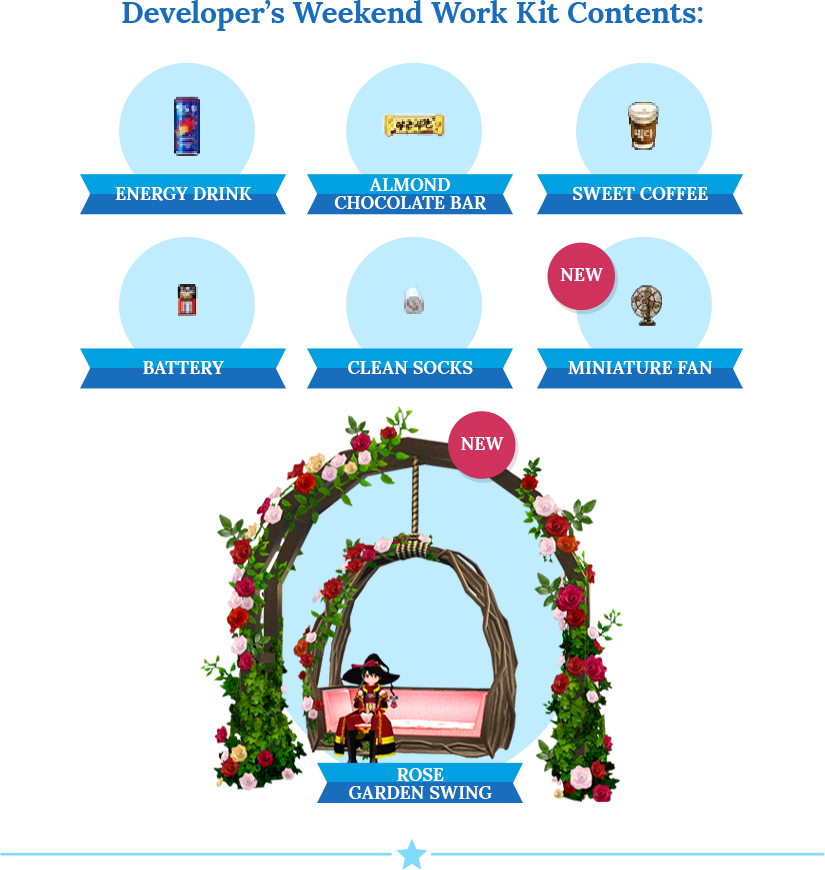 Developer’s Weekend Work Kit Contents:
ENERGY DRINK
ALMOND
CHOCOLATE BAR
SWEET COFFEE
BATTERY
CLEAN SOCKS
NEW
MINIATURE FAN
NEW
ROSE
GARDEN SWING